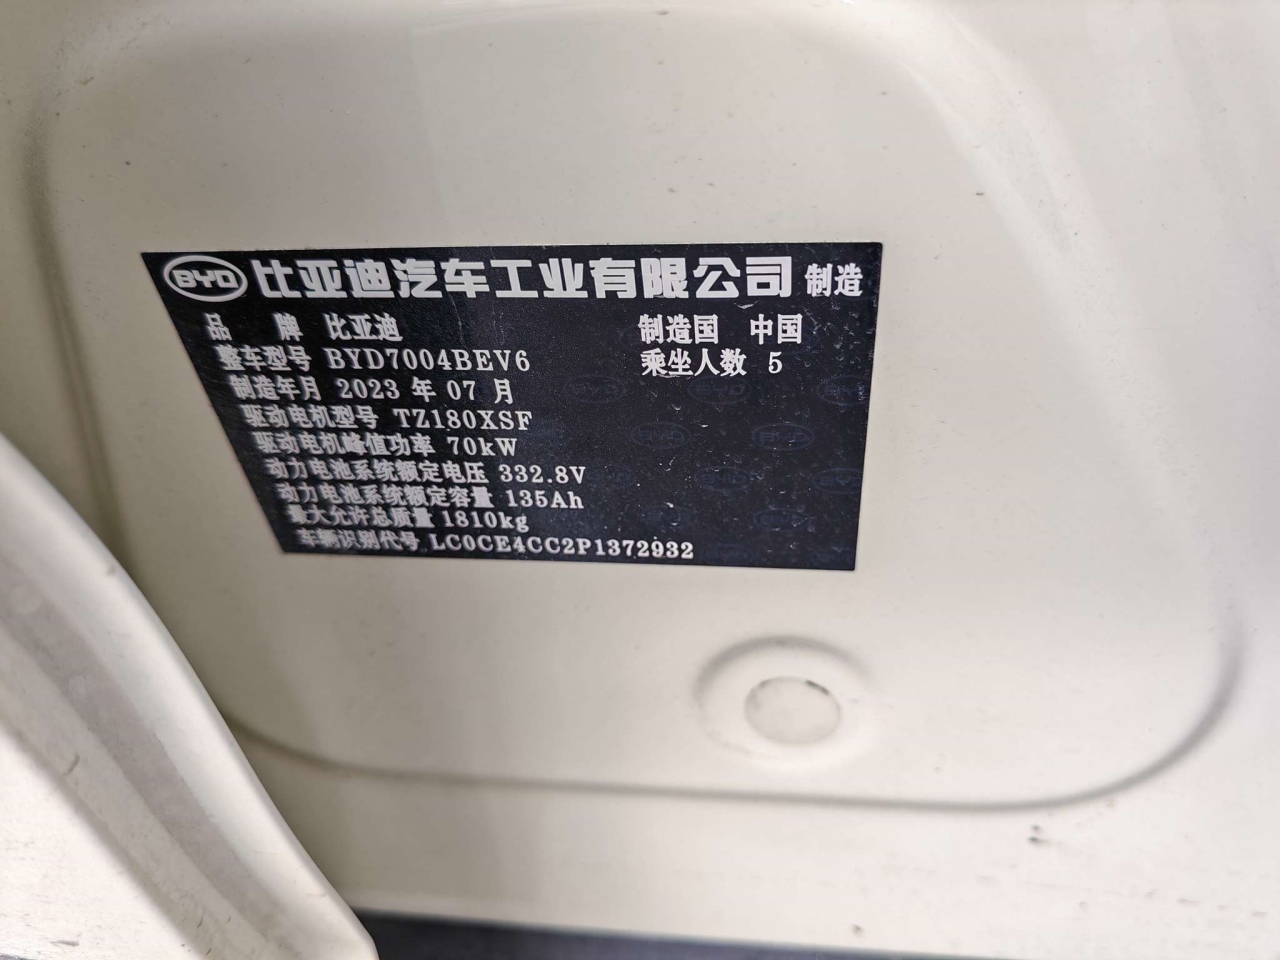 BYD 比亚迪汽车工业有限公司 制造
品 牌 比亚迪 制造国 中国
整车型号 BYD7004BEV6 乘坐人数 5
制造年月 2023 年 07 月
驱动电机型号 TZ180XSF
驱动电机峰值功率 70kW
动力电池系统额定电压 332.8V
动力电池系统额定容量 135Ah
最大允许总质量 1810kg
车辆识别代号 LC0CE4CC2P1372932